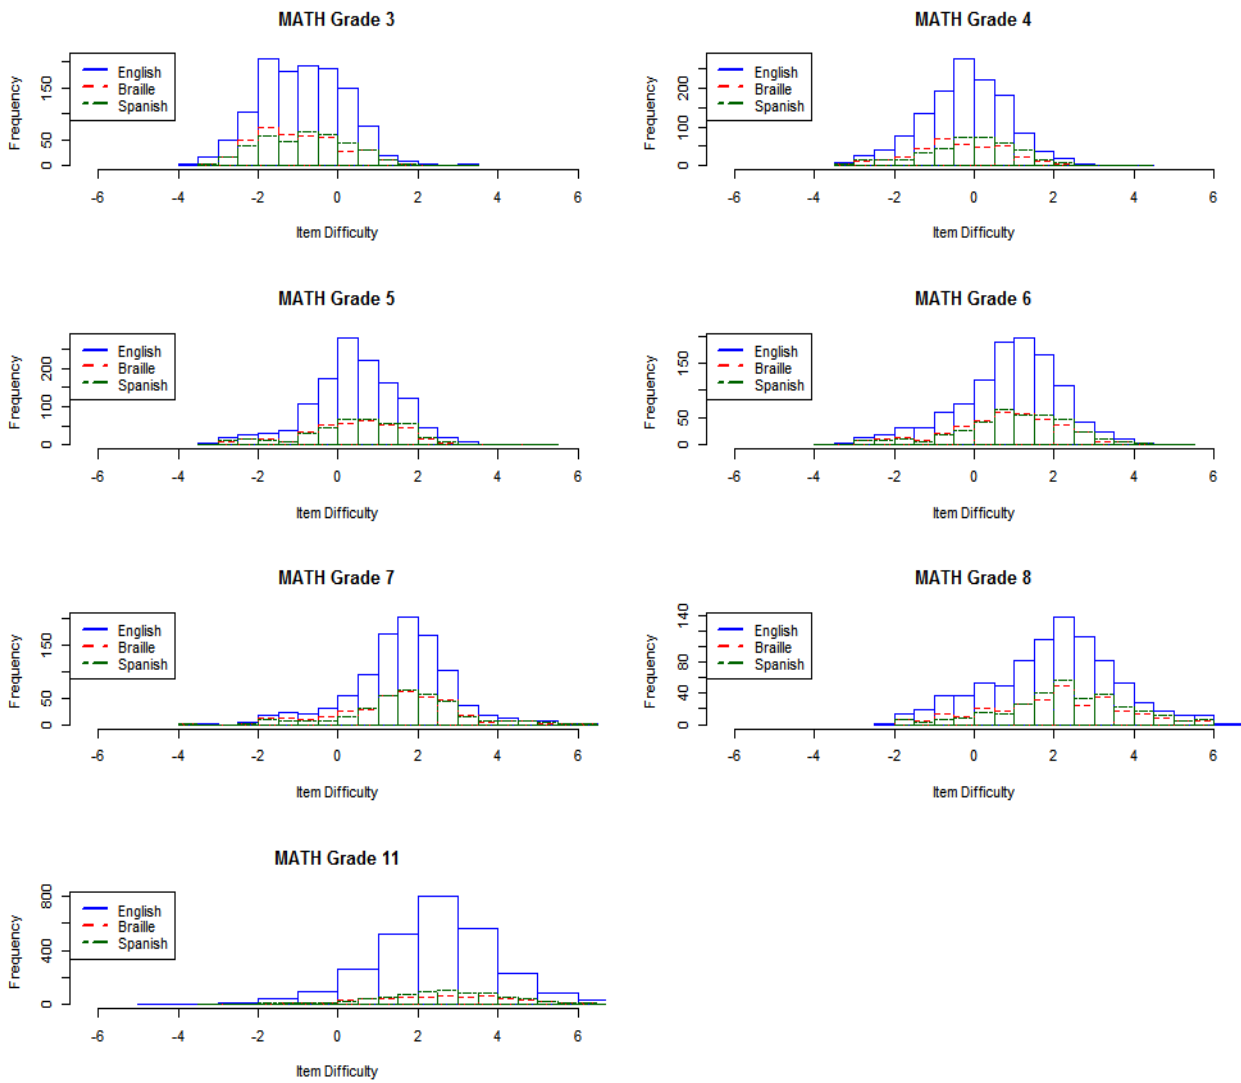 MATH Grade 3
English
Braille
Spanish
Frequency
0
50
150
-6
-4
-2
0
2
4
6
Item Difficulty
MATH Grade 4
English
Braille
Spanish
Frequency
0
100
200
-6
-4
-2
0
2
4
6
Item Difficulty
MATH Grade 5
English
Braille
Spanish
Frequency
0
100
200
-6
-4
-2
0
2
4
6
Item Difficulty
MATH Grade 6
English
Braille
Spanish
Frequency
0
50
150
-6
-4
-2
0
2
4
6
Item Difficulty
MATH Grade 7
English
Braille
Spanish
Frequency
0
50
150
-6
-4
-2
0
2
4
6
Item Difficulty
MATH Grade 8
English
Braille
Spanish
Frequency
0
40
80
140
-6
-4
-2
0
2
4
6
Item Difficulty
MATH Grade 11
English
Braille
Spanish
Frequency
0
400
800
-6
-4
-2
0
2
4
6
Item Difficulty